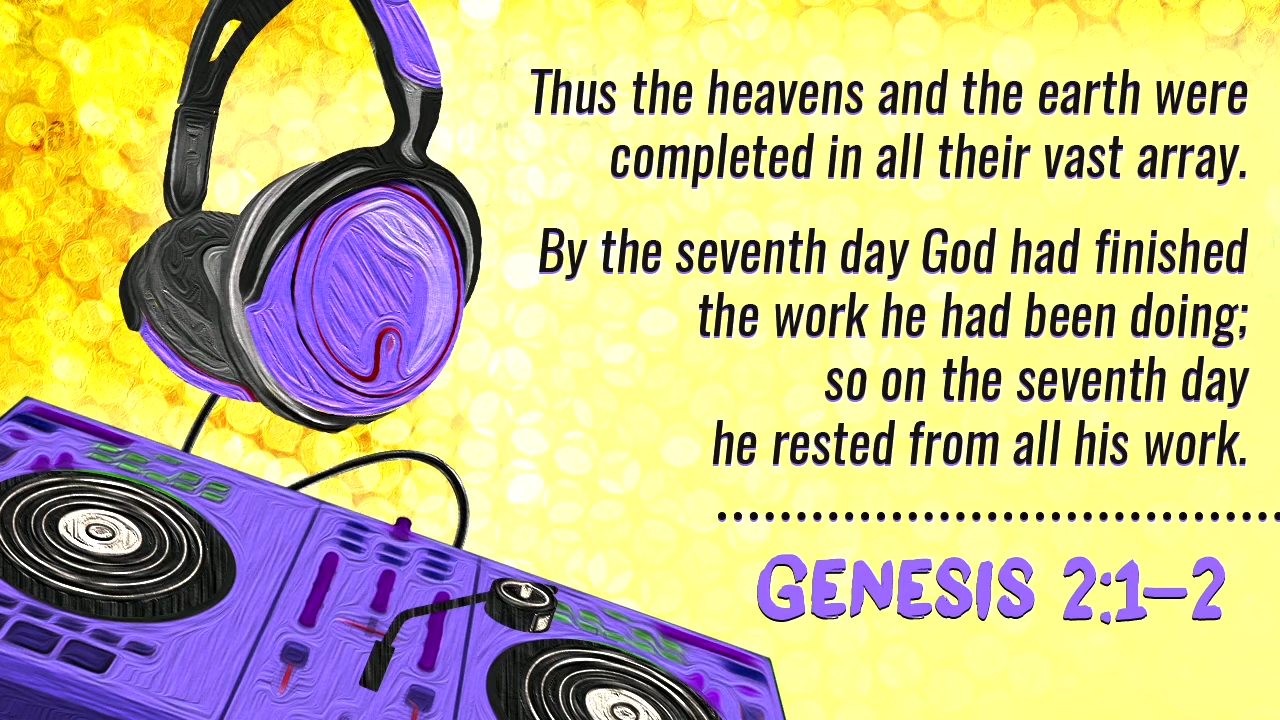 Thus the heavens and the earth were
completed in all their vast array.
By the seventh day God had finished
the work he had been doing;
so on the seventh day
he rested from all his work.
GENESIS 2:1–2